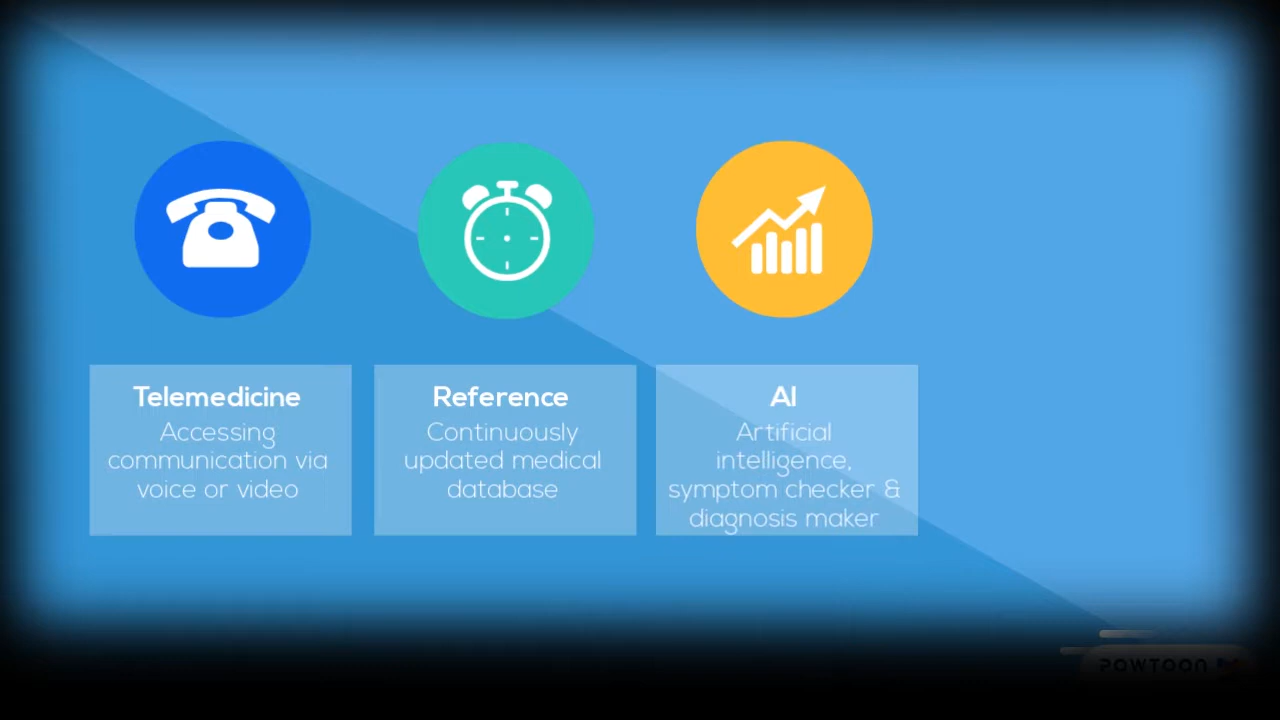 Telemedicine
Accessing
communication via
voice or video
Reference
Continuously
updated medical
database
AI
Artificial
intelligence,
symptom checker &
diagnosis maker
POWTOON